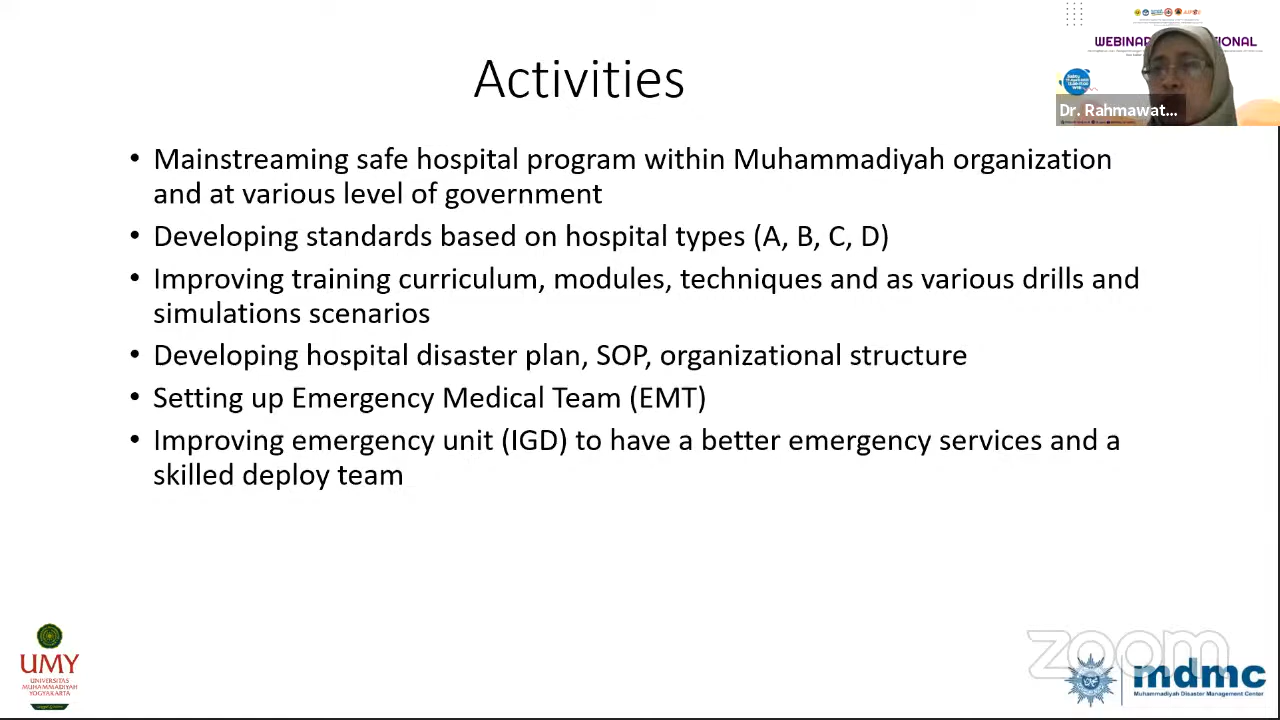 WEBINAR
Dr. Rahmawat...
Activities
• Mainstreaming safe hospital program within Muhammadiyah organization
and at various level of government
• Developing standards based on hospital types (A, B, C, D)
• Improving training curriculum, modules, techniques and as various drills and
simulations scenarios
• Developing hospital disaster plan, SOP, organizational structure
• Setting up Emergency Medical Team (EMT)
• Improving emergency unit (IGD) to have a better emergency services and a
skilled deploy team
UMY
UNIVERSITAS
MUHAMMADIYAH
YOGYAKARTA
zoom
mdmc
Muhammadiyah Disaster Management Center